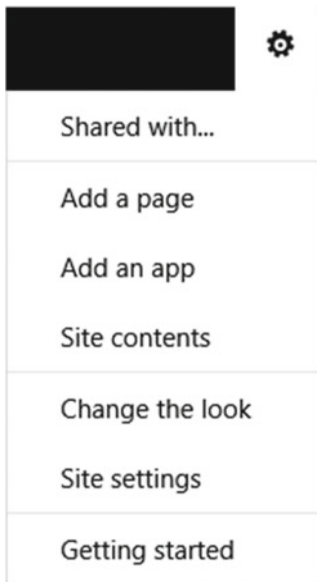 Shared with...
Add a page
Add an app
Site contents
Change the look
Site settings
Getting started